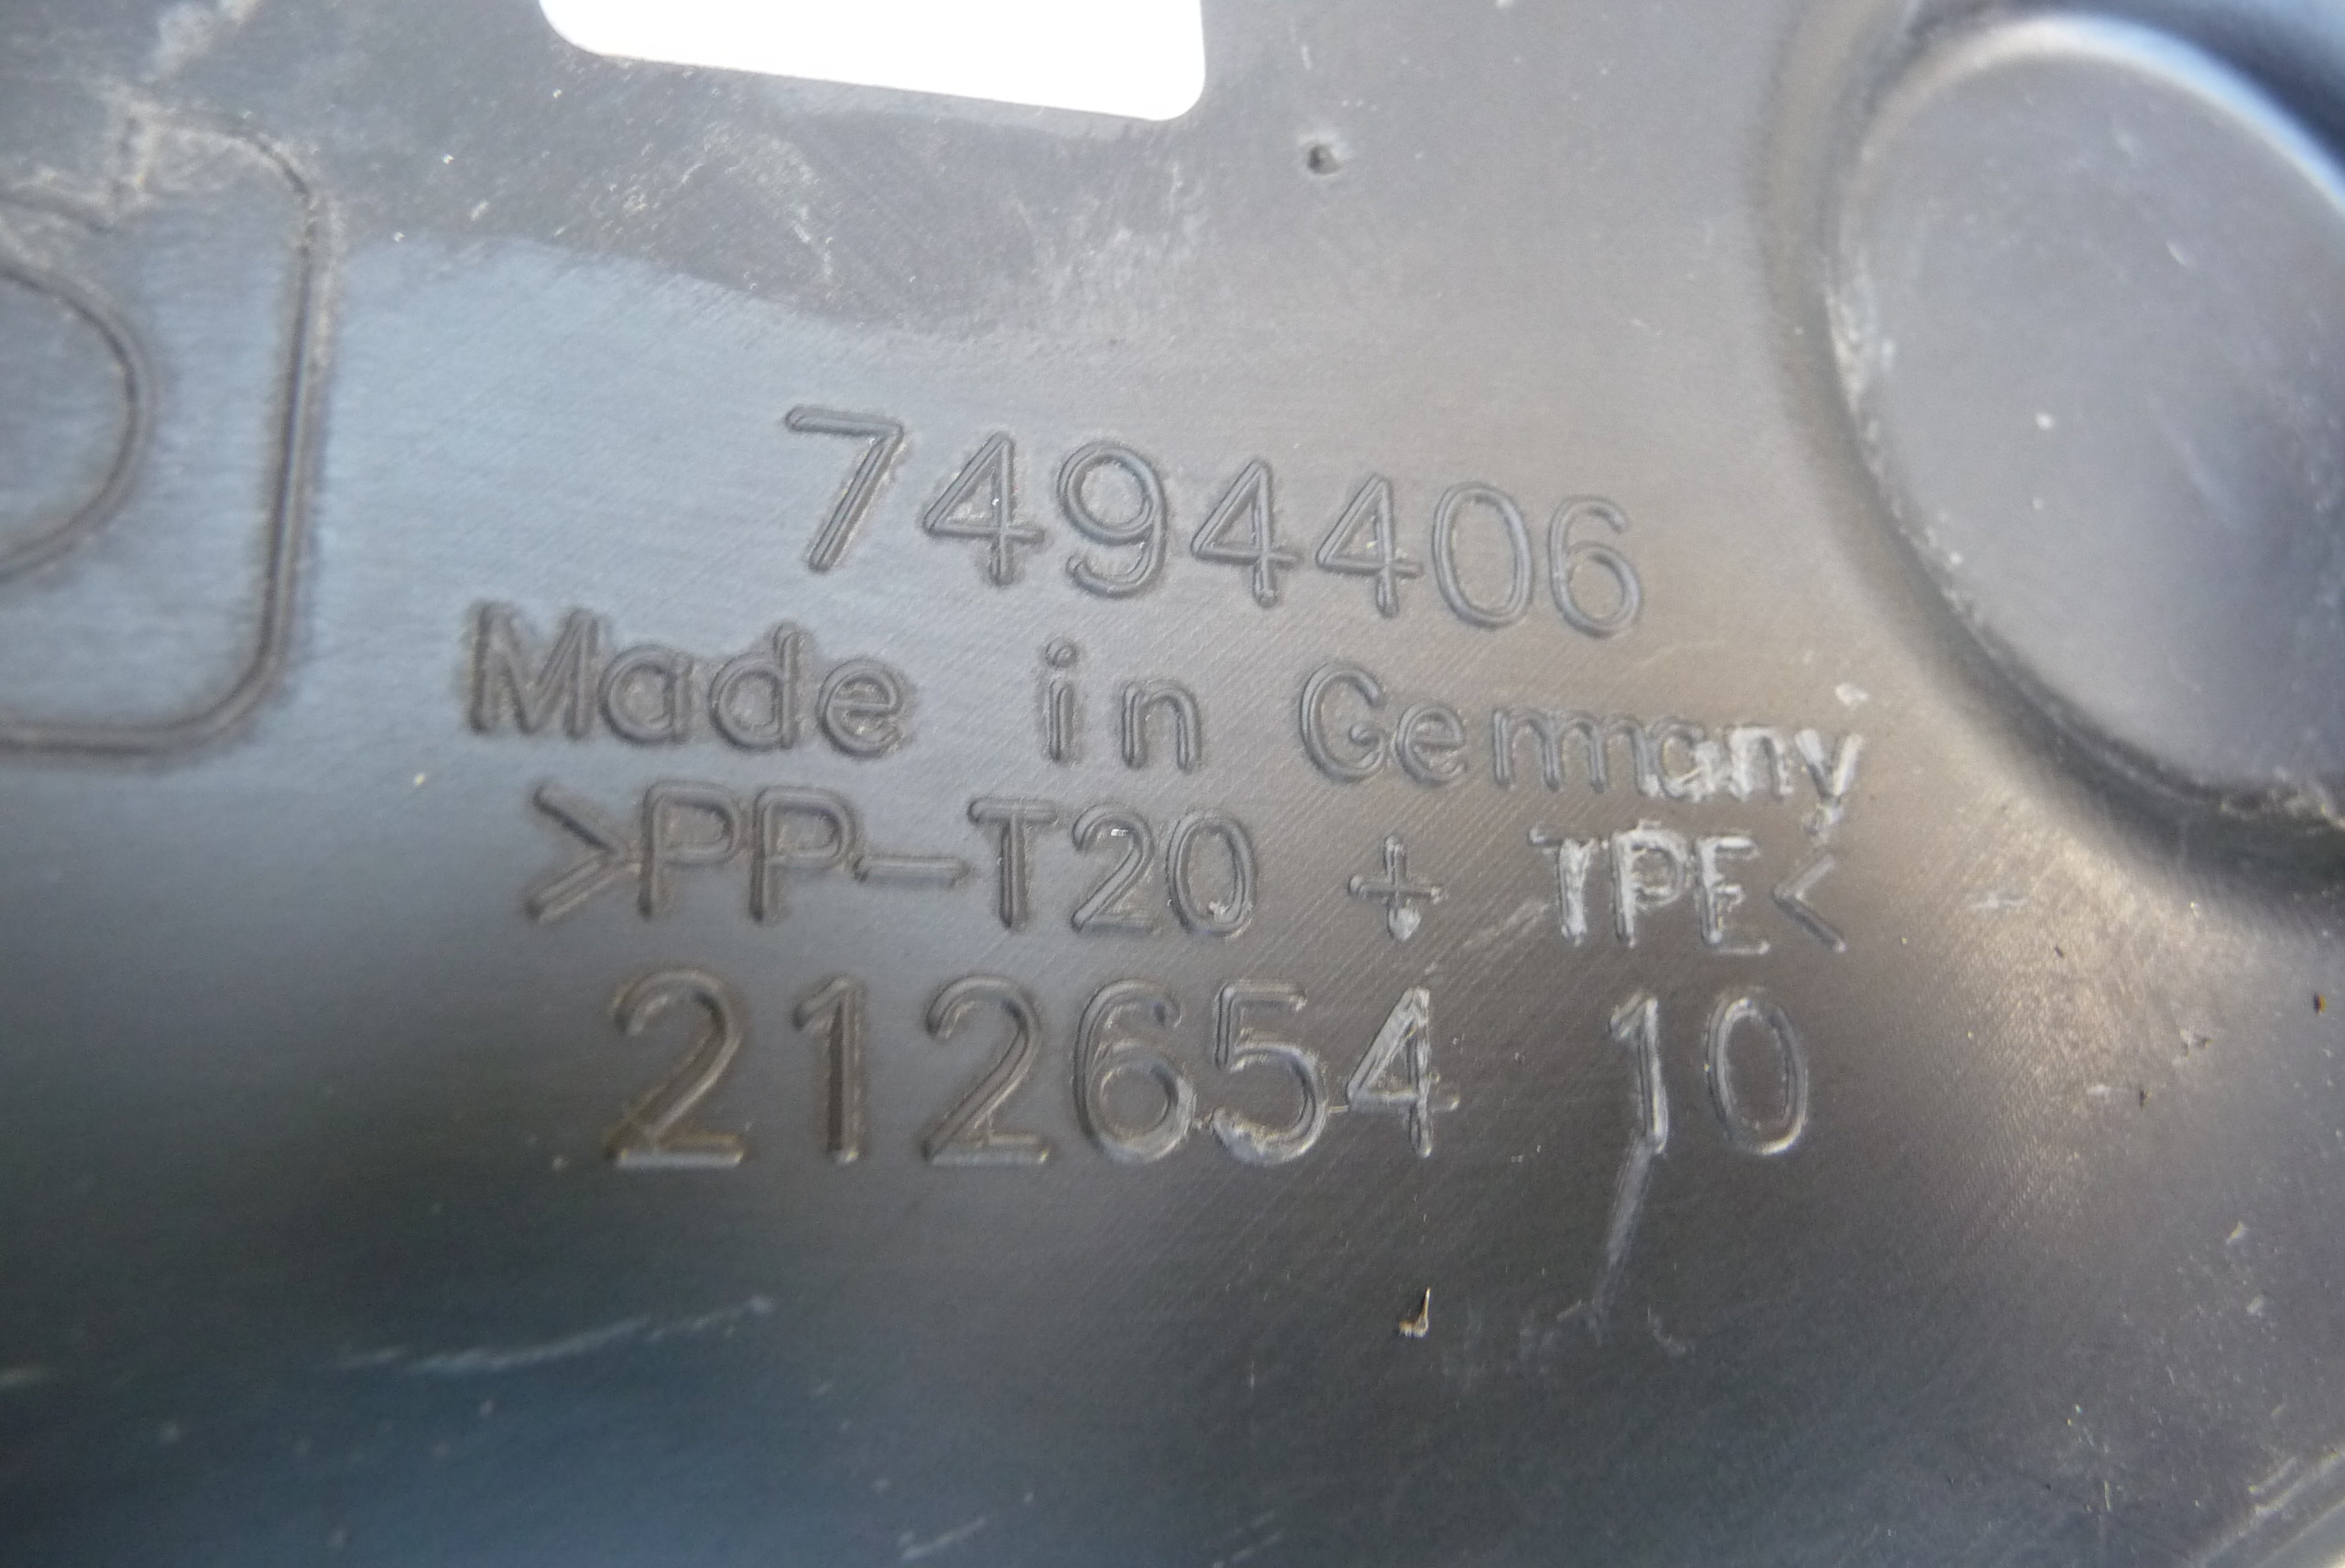 7494406
Made in Germany
>PP-T20 + TPE<
212654 10